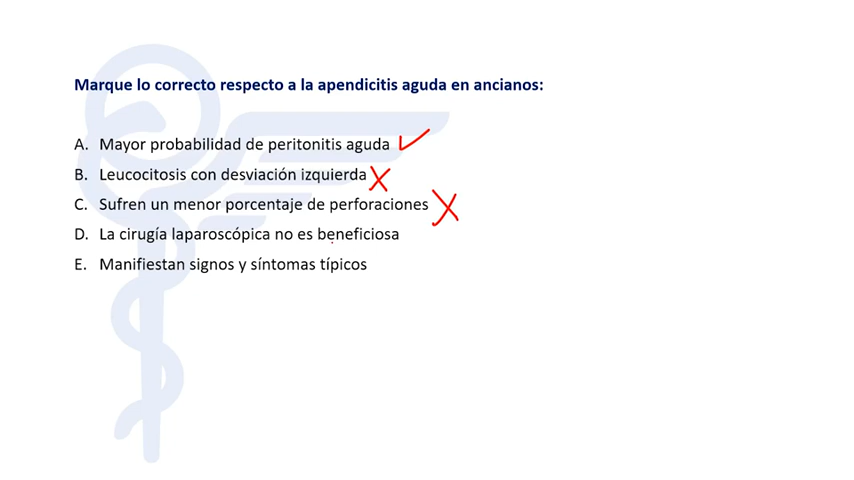 Marque lo correcto respecto a la apendicitis aguda en ancianos:
A. Mayor probabilidad de peritonitis aguda
B. Leucocitosis con desviación izquierda
C. Sufren un menor porcentaje de perforaciones
D. La cirugía laparoscópica no es beneficiosa
E. Manifiestan signos y síntomas típicos